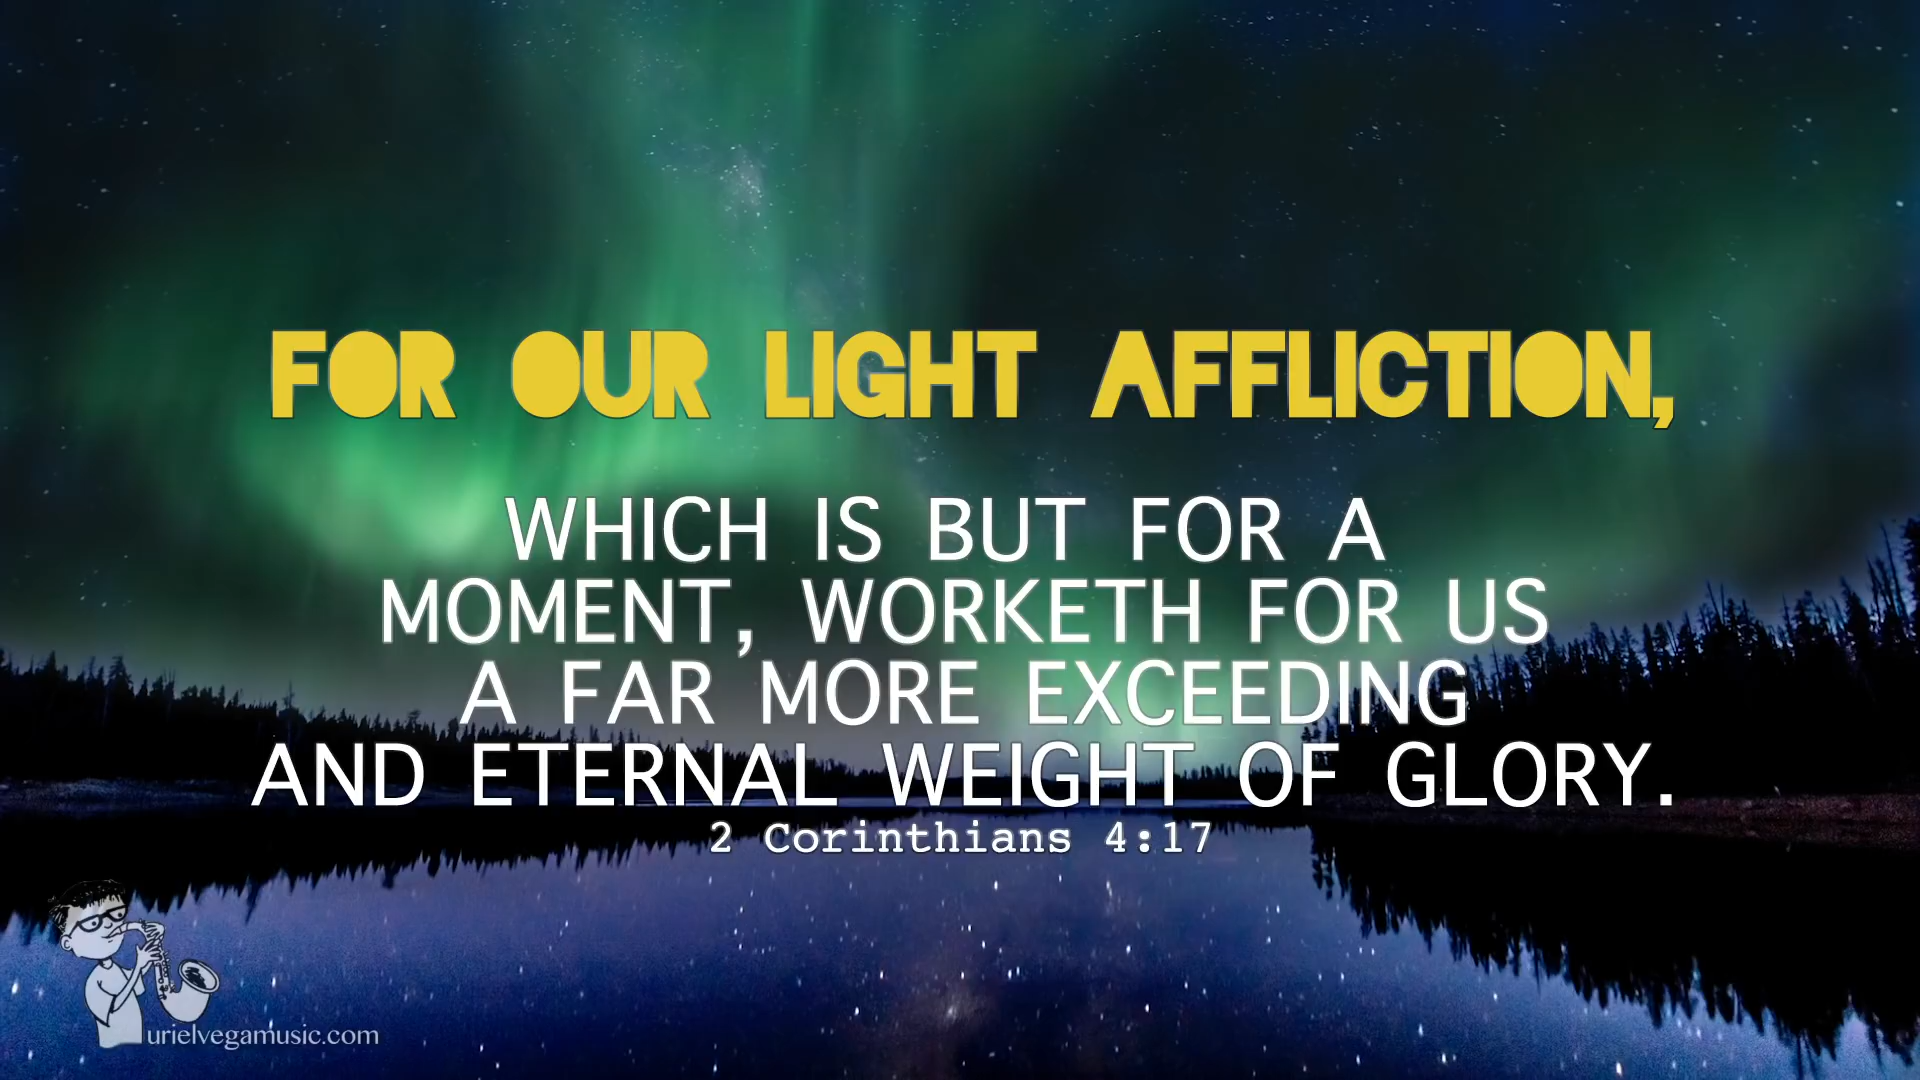 FOR OUR LIGHT AFFLICTION,
WHICH IS BUT FOR A
MOMENT, WORKETH FOR US
A FAR MORE EXCEEDING
AND ETERNAL WEIGHT OF GLORY.
2 Corinthians 4:17
urielvegamusic.com